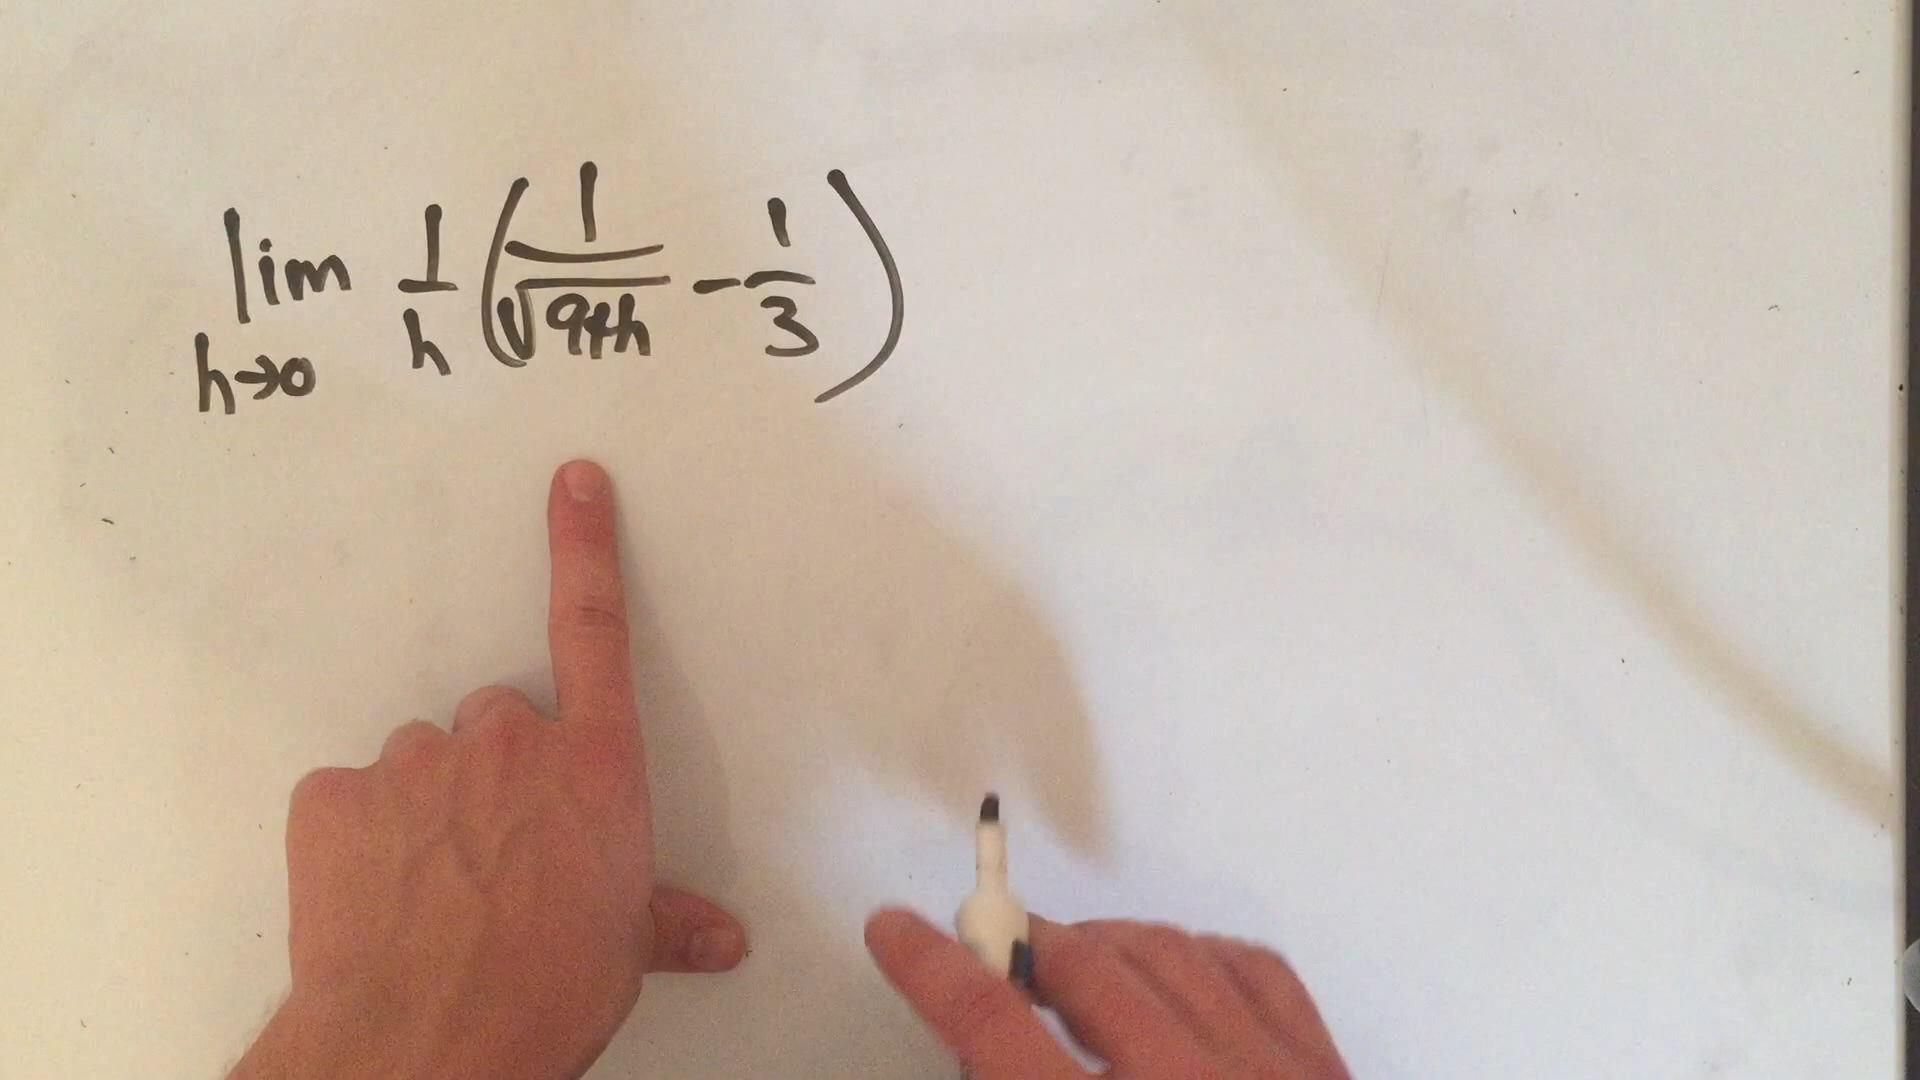 lim h→0 1/h (1/√9+h - 1/3)